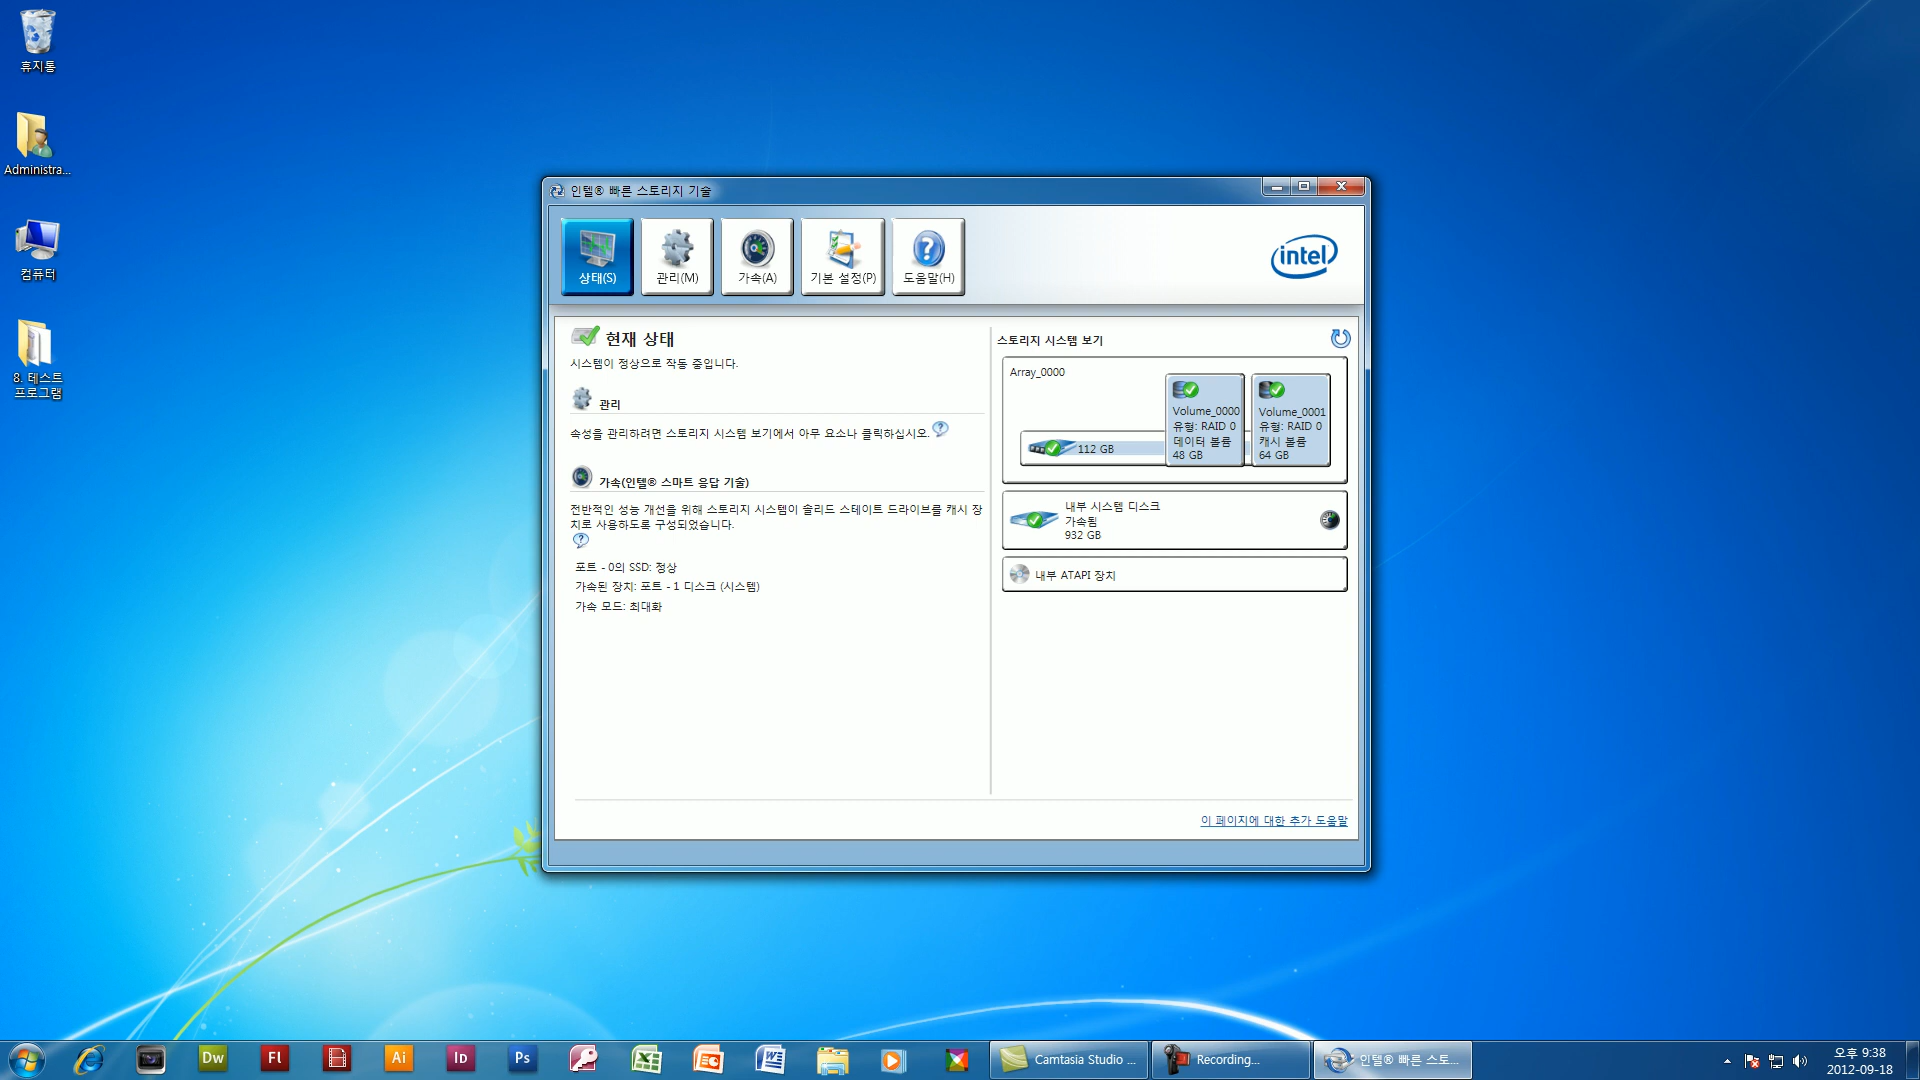 휴지통
Administra...
컴퓨터
8. 테스트
프로그램
인텔® 빠른 스토리지 기술
상태(S)
관리(M)
가속(A)
기본 설정(P)
도움말(H)
intel
현재 상태
시스템이 정상으로 작동 중입니다.
관리
속성을 관리하려면 스토리지 시스템 보기에서 아무 요소나 클릭하십시오.
가속(인텔® 스마트 응답 기술)
전반적인 성능 개선을 위해 스토리지 시스템이 솔리드 스테이트 드라이브를 캐시 장
치로 사용하도록 구성되었습니다.
포트 - 0의 SSD: 정상
가속된 장치: 포트 - 1 디스크 (시스템)
가속 모드: 최대화
스토리지 시스템 보기
Array_0000
112 GB
Volume_0000
유형: RAID 0
데이터 볼륨
48 GB
Volume_0001
유형: RAID 0
캐시 볼륨
64 GB
내부 시스템 디스크
가속됨
932 GB
내부 ATAPI 장치
이 페이지에 대한 추가 도움말
Dw
Fl
Ai
ID
Ps
Camtasia Studio ...
Recording...
인텔® 빠른 스토...
오후 9:38
2012-09-18